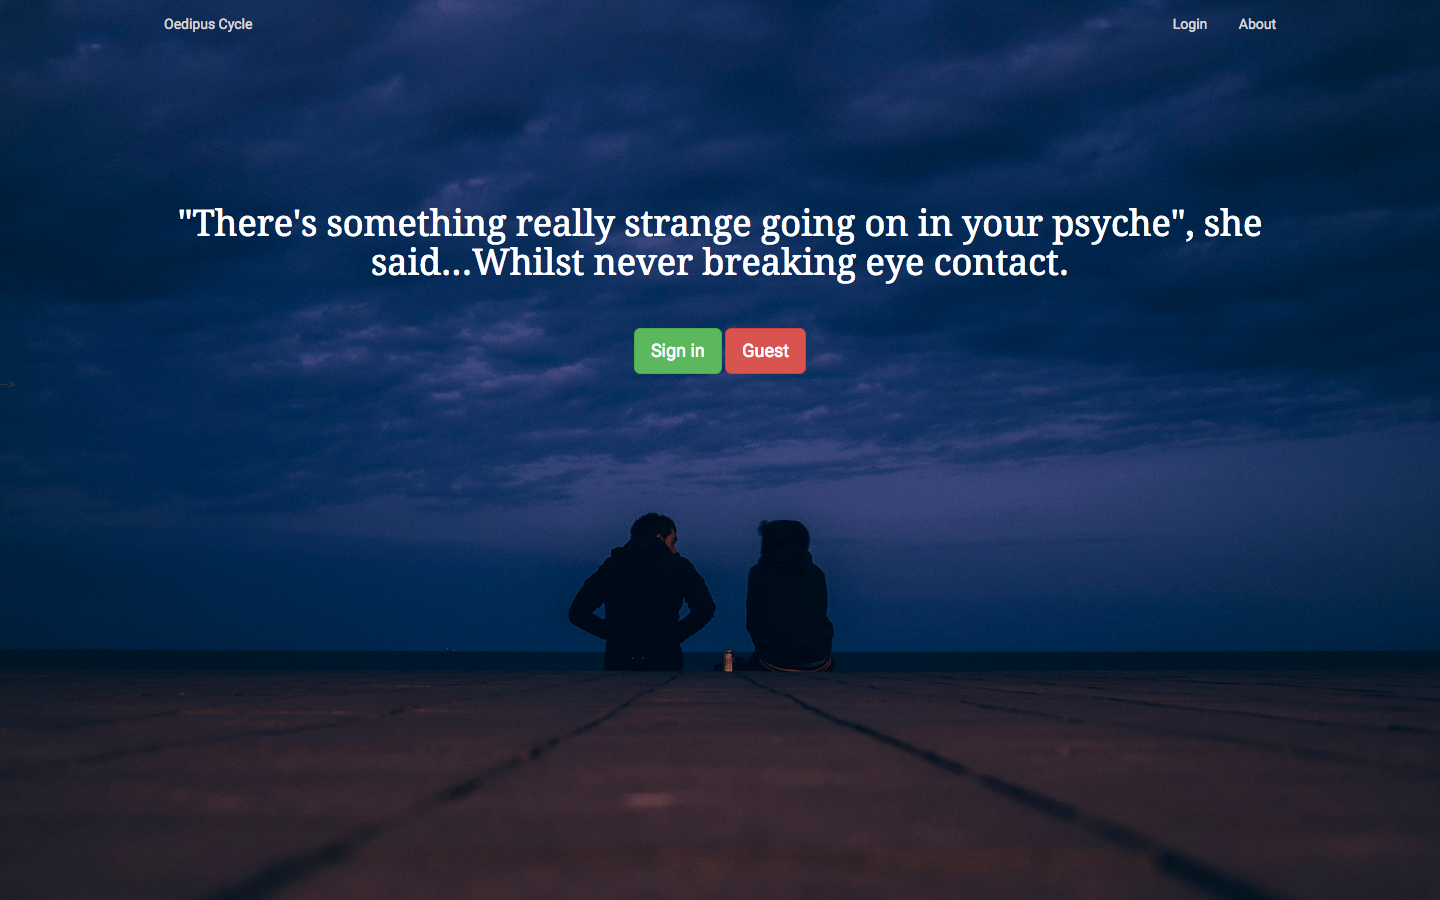 Oedipus Cycle Login About
"There's something really strange going on in your psyche", she
said...Whilst never breaking eye contact.
Sign in Guest
-->